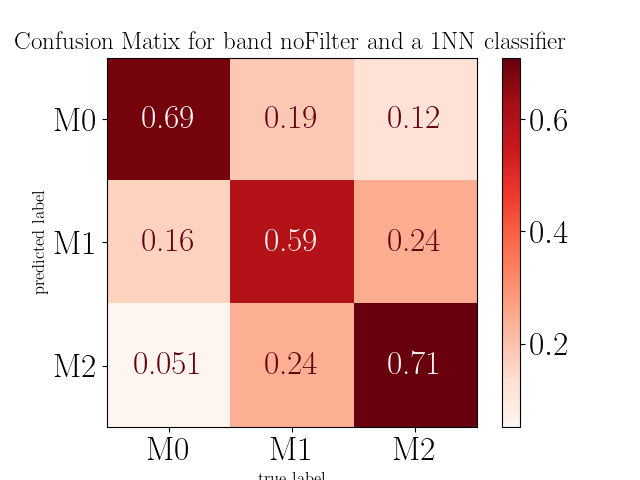 Confusion Matix for band noFilter and a 1NN classifier
M0 0.69 0.19 0.12
M1 0.16 0.59 0.24
M2 0.051 0.24 0.71
M0 M1 M2
predicted label
true label
0.6
0.4
0.2